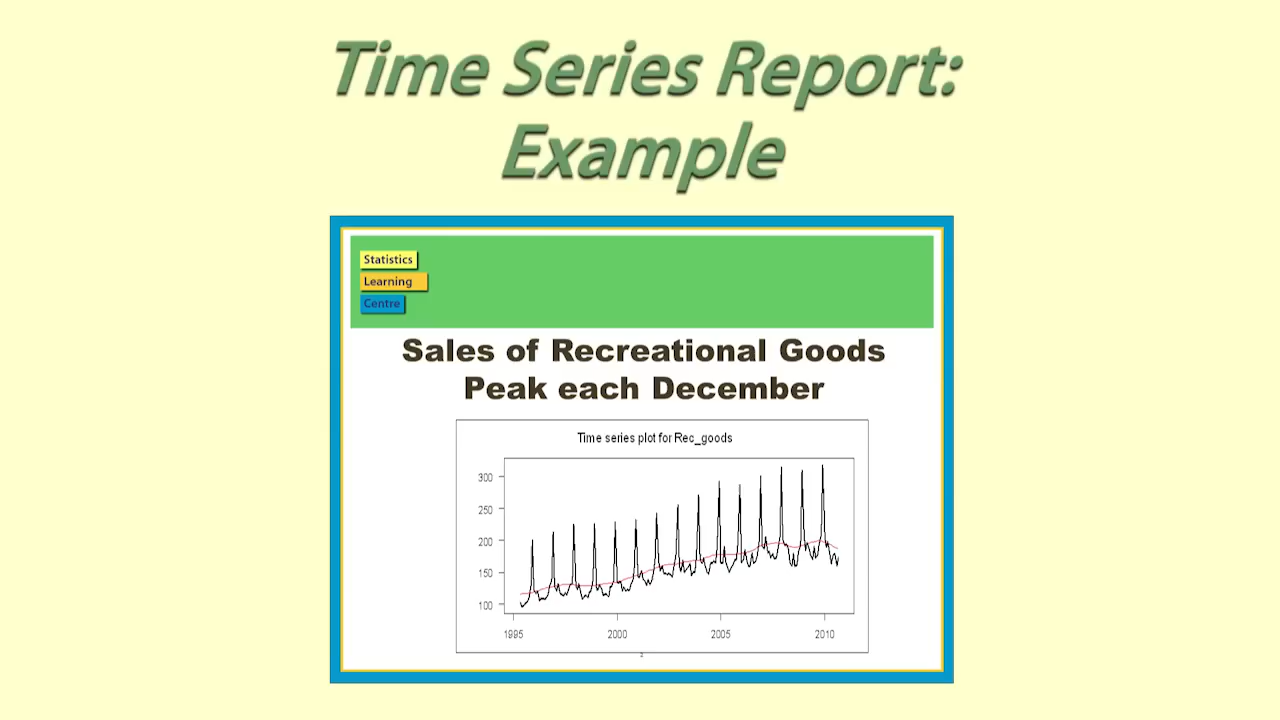 Time Series Report:
Example
Statistics
Learning
Centre
Sales of Recreational Goods
Peak each December
Time series plot for Rec_goods
300
250
200
150
100
1995
2000
2005
2010